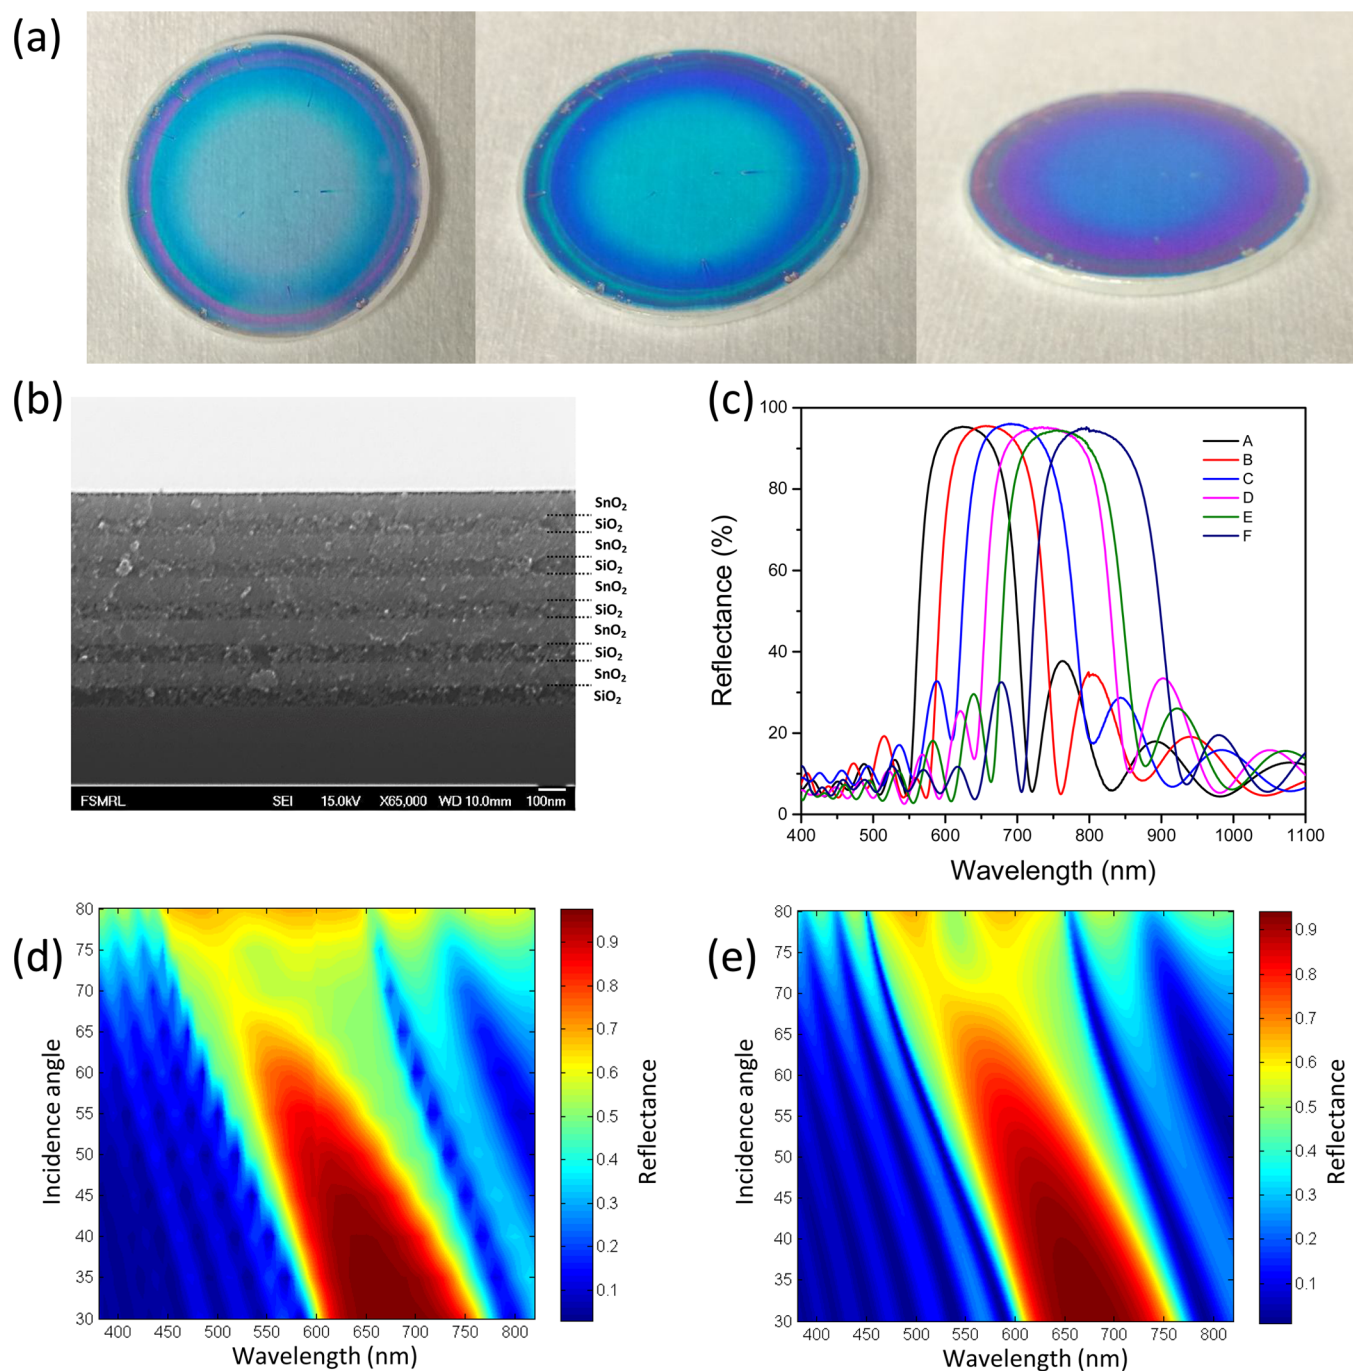 (a)
(b)
SnO₂
SiO₂
SnO₂
SiO₂
SnO₂
SiO₂
SnO₂
SiO₂
SnO₂
SiO₂
FSMRL SEI 15.0kV X65,000 WD 10.0mm 100nm
(c)
100
80
60
40
20
0
Reflectance (%)
A
B
C
D
E
F
400 500 600 700 800 900 1000 1100
Wavelength (nm)
(d)
80
75
70
65
60
55
50
45
40
35
30
Incidence angle
400 450 500 550 600 650 700 750 800
Wavelength (nm)
0.9
0.8
0.7
0.6
0.5
0.4
0.3
0.2
0.1
Reflectance
(e)
80
75
70
65
60
55
50
45
40
35
30
Incidence angle
400 450 500 550 600 650 700 750 800
Wavelength (nm)
0.9
0.8
0.7
0.6
0.5
0.4
0.3
0.2
0.1
Reflectance